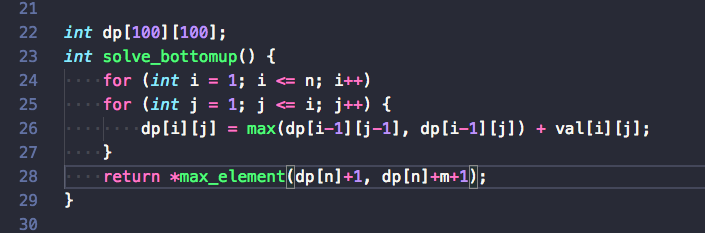 21
22 int dp[100][100];
23 int solve_bottomup() {
24 ····for (int i = 1; i <= n; i++)
25 ····for (int j = 1; j <= i; j++) {
26 ········dp[i][j] = max(dp[i-1][j-1], dp[i-1][j]) + val[i][j];
27 ····}
28 ····return *max_element(dp[n]+1, dp[n]+m+1);
29 }
30